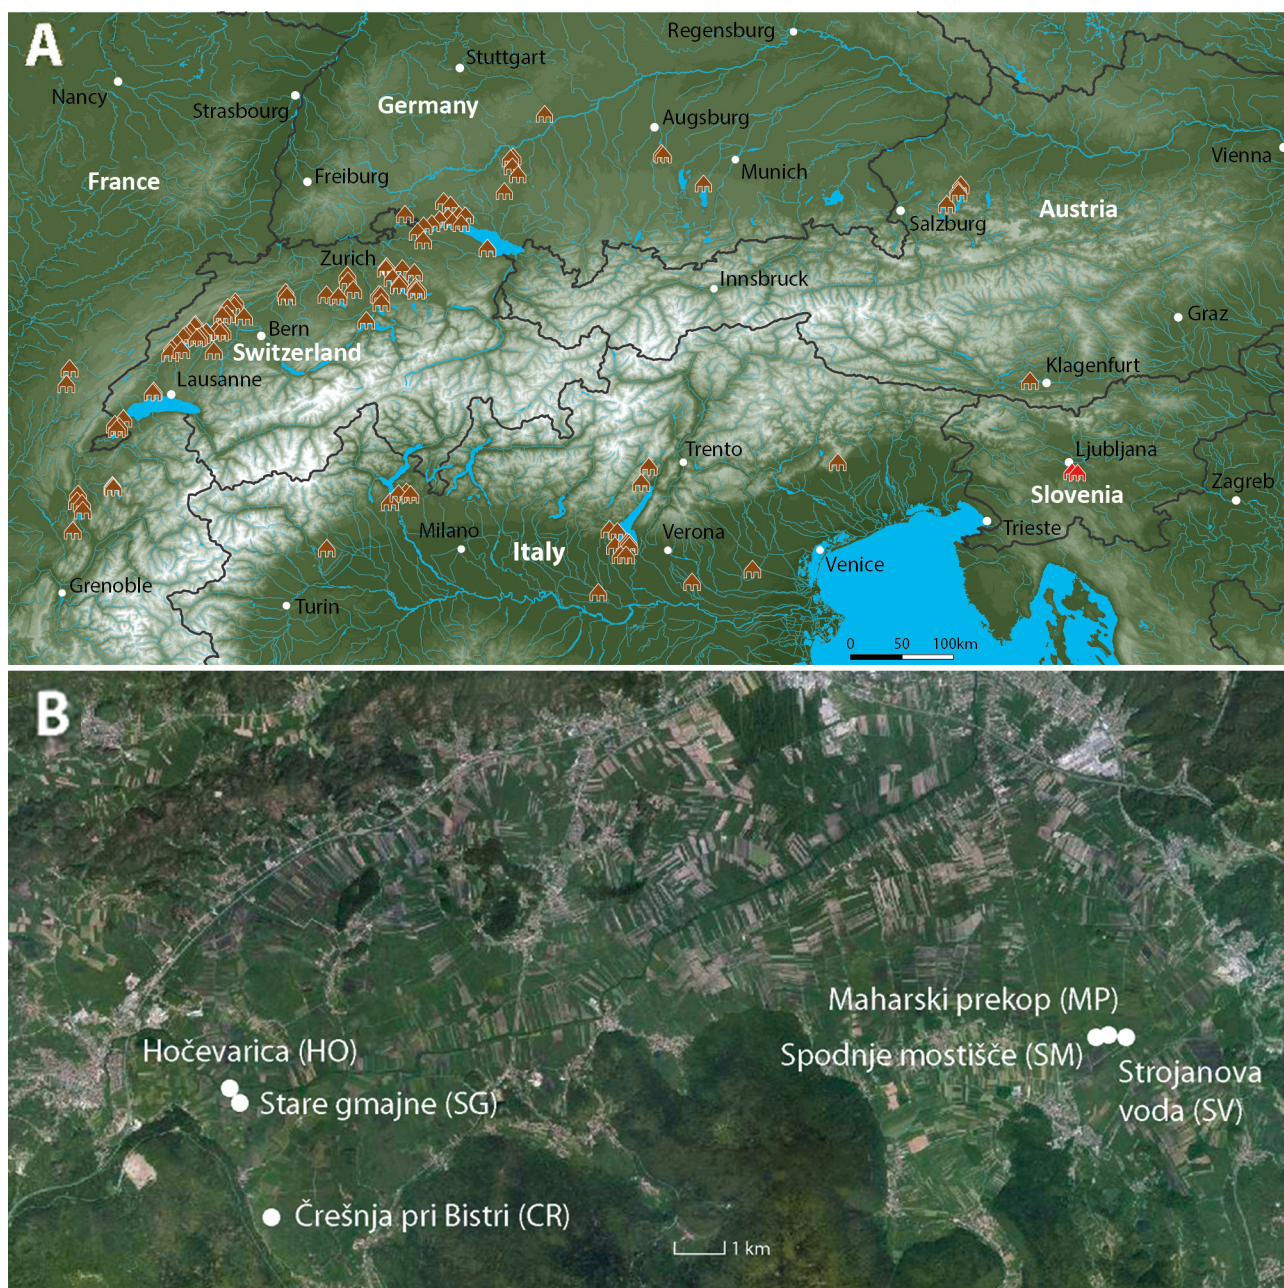 A
Regensburg
Stuttgart
Nancy
Strasbourg
Germany
Augsburg
Vienna
Munich
France
Freiburg
Austria
Salzburg
Zurich
Innsbruck
Graz
Bern
Switzerland
Klagenfurt
Lausanne
Trento
Ljubljana
Zagreb
Slovenia
Milano
Verona
Trieste
Italy
Venice
Grenoble
Turin
0 50 100km
B
Maharski prekop (MP)
Hočevarica (HO)
Spodnje mostišče (SM)
Strojanova
voda (SV)
Stare gmajne (SG)
Črešnja pri Bistri (CR)
1 km